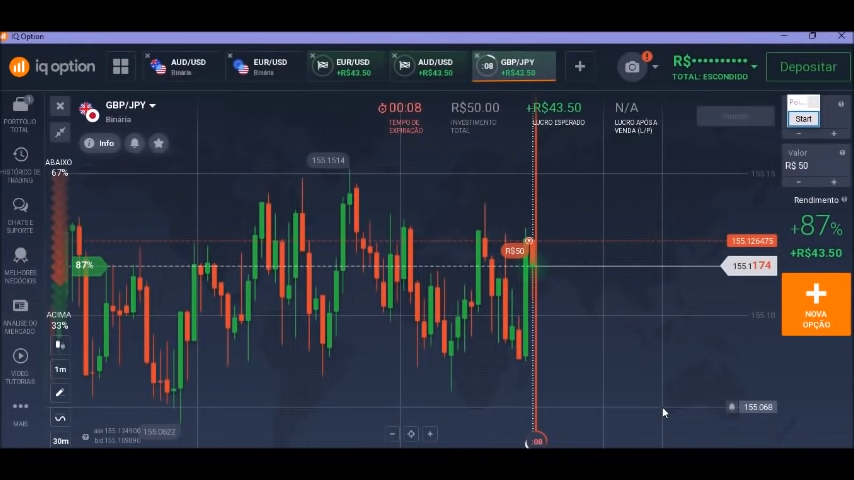 iQ Option
iq option
AUD/USD
Binária
EUR/USD
Binária
EUR/USD
+R$43.50
AUD/USD
+R$43.50
:08
GBP/JPY
+R$43.50
R$
TOTAL: ESCONDIDO
Depositar
PORTFÓLIO
TOTAL
HISTÓRICO DE
TRADING
CHATS E
SUPORTE
MELHORES
NEGÓCIOS
ANÁLISE DO
MERCADO
VÍDEO
TUTORIAIS
MAIS
GBP/JPY
Binária
Info
00:08
TEMPO DE
EXPIRAÇÃO
R$50.00
INVESTIMENTO
TOTAL
+R$43.50
LUCRO ESPERADO
N/A
LUCRO APÓS A
VENDA (L/P)
ABAIXO
67%
87%
ACIMA
33%
1m
30m
155.1514
155.0622
R$50
155.15
155.126475
155.1174
155.10
155.068
:08
Start
Valor
R$ 50
Rendimento
+87%
+R$43.50
NOVA
OPÇÃO